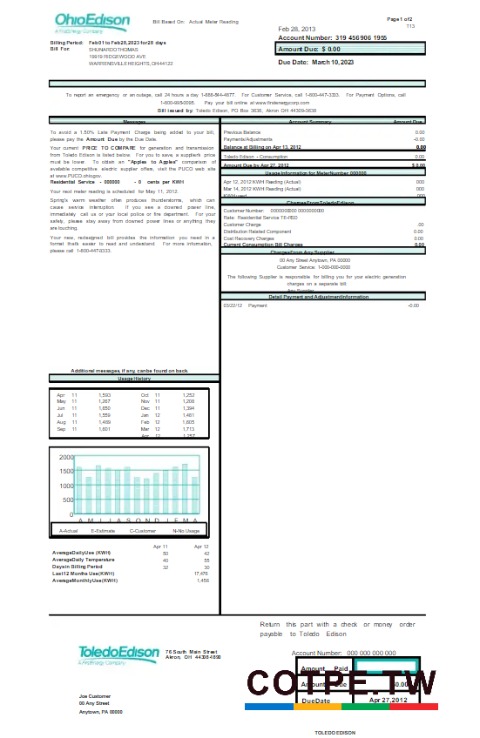 OhioEdison
A FirstEnergy Company
Bill Based On: Actual Meter Reading
Page 1 of 2
T13
Feb 28, 2013
Account Number: 319 456 906 1955
Billing Period: Feb 01 to Feb 28, 2023 for 28 days
Bill For:
Amount Due: $ 0.00
Due Date: March 10, 2023
WARRENSVILLE HEIGHTS, OH 44122
To report an emergency or an outage, call 24 hours a day 1-888-544-4877. For Customer Service, call 1-800-447-3333. For Payment Options, call
Pay your bill online at www.firstenergycorp.com
Bill issued by: Toledo Edison, PO Box 3638, Akron OH 44309-3638
Messages
To avoid a 1.50% Late Payment Charge being added to your bill,
please pay the Amount Due by the Due Date.
Your current PRICE TO COMPARE for generation and transmission
from Toledo Edison is listed below. For you to save, a supplier's price
must be lower. To obtain an "Apples to Apples" comparison of
available competitive electric supplier offers, visit the PUCO web site
at www.PUCO.ohio.gov.
Residential Service - 000000 - 0 cents per KWH
Your next meter reading is scheduled for May 11, 2012.
Spring's warm weather often produces thunderstorms, which can
cause service interruption. If you see a downed power line,
immediately call us or your local police or fire department. For your
safety, please stay away from downed power lines or anything they
are touching.
Your new, redesigned bill provides the information you need in a
format that's easier to read and understand. For more information,
please call 1-800-447-3333.
Account Summary Amount Due
Previous Balance 0.00
Payments/Adjustments -0.00
Balance at Billing on Apr 13, 2012 0.00
Toledo Edison - Consumption 0.00
Amount Due by Apr 27, 2012 $ 0.00
Usage Information for Meter Number 000000
Apr 12, 2012 KWH Reading (Actual) 000
Mar 14, 2012 KWH Reading (Actual) 000
KWH used 000
Charges From Toledo Edison
Customer Number: 0000000000 0000000000
Customer Charge .00
Distribution Related Component 0.00
Cost Recovery Charges 0.00
Current Consumption Bill Charges 0.00
Charges From Any Supplier
00 Any Street Anytown, PA 00000
Customer Service: 1-000-000-0000
The following Supplier is responsible for billing you for your electric generation
charges on a separate bill
Any Supplier
Detail Payment and Adjustment Information
03/22/12 Payment -0.00
Additional messages, if any, can be found on back
Usage History
Apr 11 1,593 Oct 11 1,252
May 11 1,267 Nov 11 1,206
Jun 11 1,650 Dec 11 1,394
Jul 11 1,559 Jan 12 1,461
Aug 11 1,469 Feb 12 1,605
Sep 11 1,601 Mar 12 1,713
Apr 12 1,257
2000
1500
1000
500
0
A M J J A S O N D J F M A
A-Actual E-Estimate C-Customer N-No Usage
Apr 11 Apr 12
Average Daily Use (KWH) 50 42
Average Daily Temperature 40 55
Days in Billing Period 32 30
Last 12 Months Use (KWH) 17,476
Average Monthly Use (KWH) 1,456
Return this part with a check or money order
payable to Toledo Edison
ToledoEdison
A FirstEnergy Company
76 South Main Street
Akron, OH 44308-1890
Account Number: 000 000 000 000
Amount Paid
COTPE.TW
Due Date Apr 27, 2012
Joe Customer
00 Any Street
Anytown, PA 00000
TOLEDO EDISON